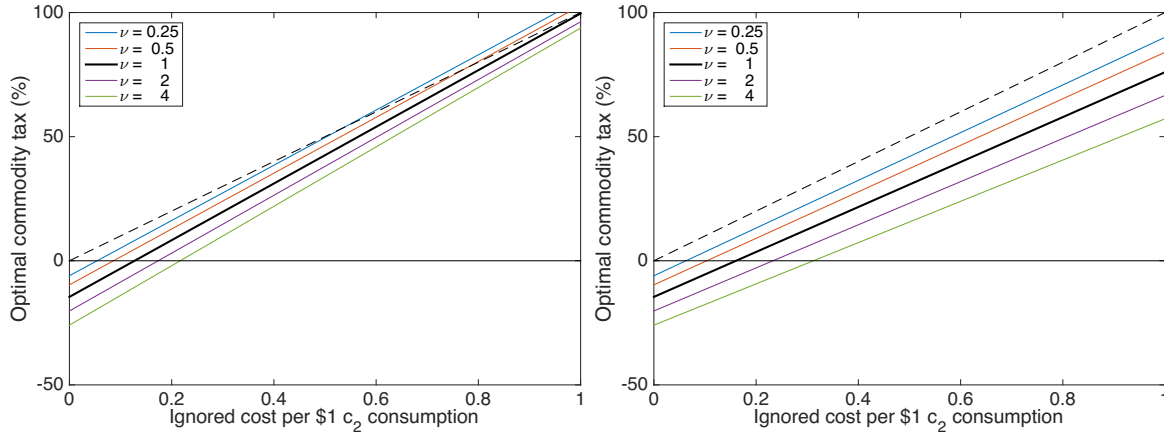 Optimal commodity tax (%)
100
50
0
-50
ν = 0.25
ν = 0.5
ν = 1
ν = 2
ν = 4
0 0.2 0.4 0.6 0.8 1
Ignored cost per $1 c₂ consumption
Optimal commodity tax (%)
100
50
0
-50
ν = 0.25
ν = 0.5
ν = 1
ν = 2
ν = 4
0 0.2 0.4 0.6 0.8 1
Ignored cost per $1 c₂ consumption